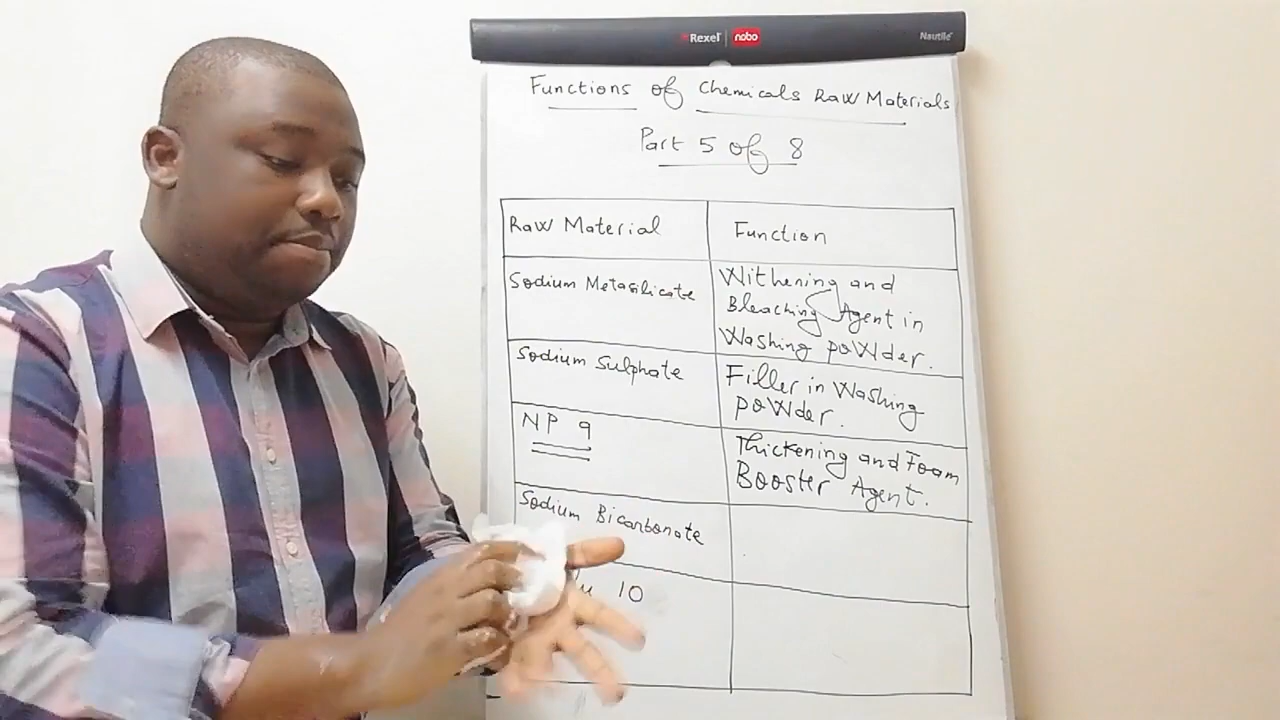 Rexel nobo Nautile
Functions of Chemicals Raw Materials
Part 5 of 8
Raw Material Function
Sodium Metasilicate
Withening and
Bleaching Agent in
Washing powder.
Sodium Sulphate
Filler in Washing
powder.
NP 9
Thickening and Foam
Booster Agent.
Sodium Bicarbonate
10